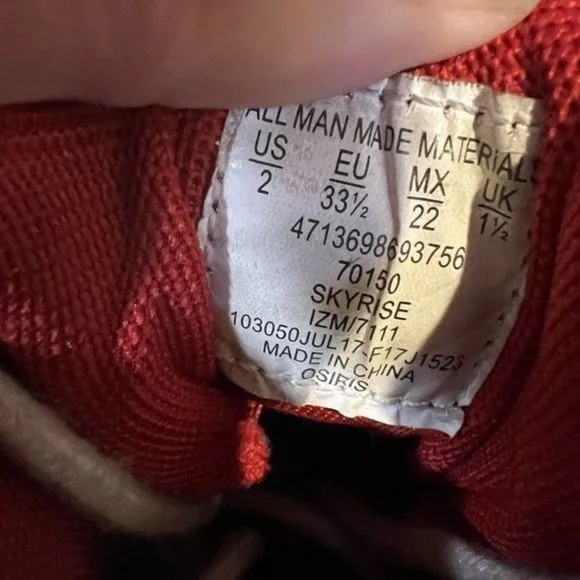 ALL MAN MADE MATERIALS
US EU MX UK
2 33½ 22 1½
4713698693756
70150
SKYRISE
IZM/7111
103050JUL17-F17J1523
MADE IN CHINA
OSIRIS